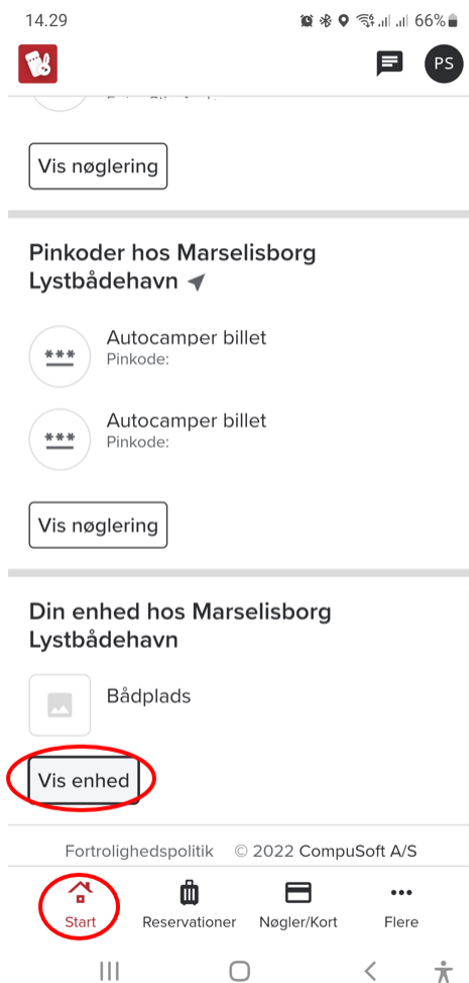 14.29
66%
PS
Vis nøglering
Pinkoder hos Marselisborg
Lystbådehavn
Autocamper billet
Pinkode:
Autocamper billet
Pinkode:
Vis nøglering
Din enhed hos Marselisborg
Lystbådehavn
Bådplads
Vis enhed
Fortrolighedspolitik © 2022 CompuSoft A/S
Start Reservationer Nøgler/Kort Flere